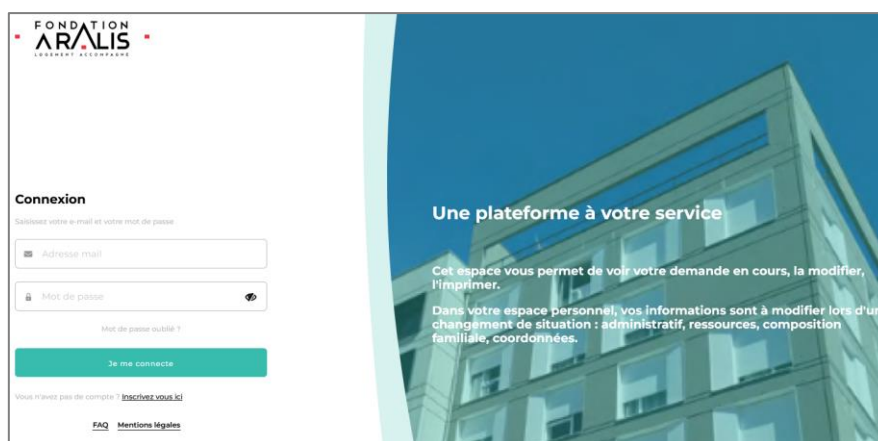 FONDATION
ARALIS
LOGEMENT ACCOMPAGNÉ
Connexion
Saisissez votre e-mail et votre mot de passe
Adresse mail
Mot de passe
Mot de passe oublié ?
Je me connecte
Vous n'avez pas de compte ? Inscrivez vous ici
FAQ Mentions légales
Une plateforme à votre service
Cet espace vous permet de voir votre demande en cours, la modifier,
l'imprimer.
Dans votre espace personnel, vos informations sont à modifier lors d'un
changement de situation : administratif, ressources, composition
familiale, coordonnées.